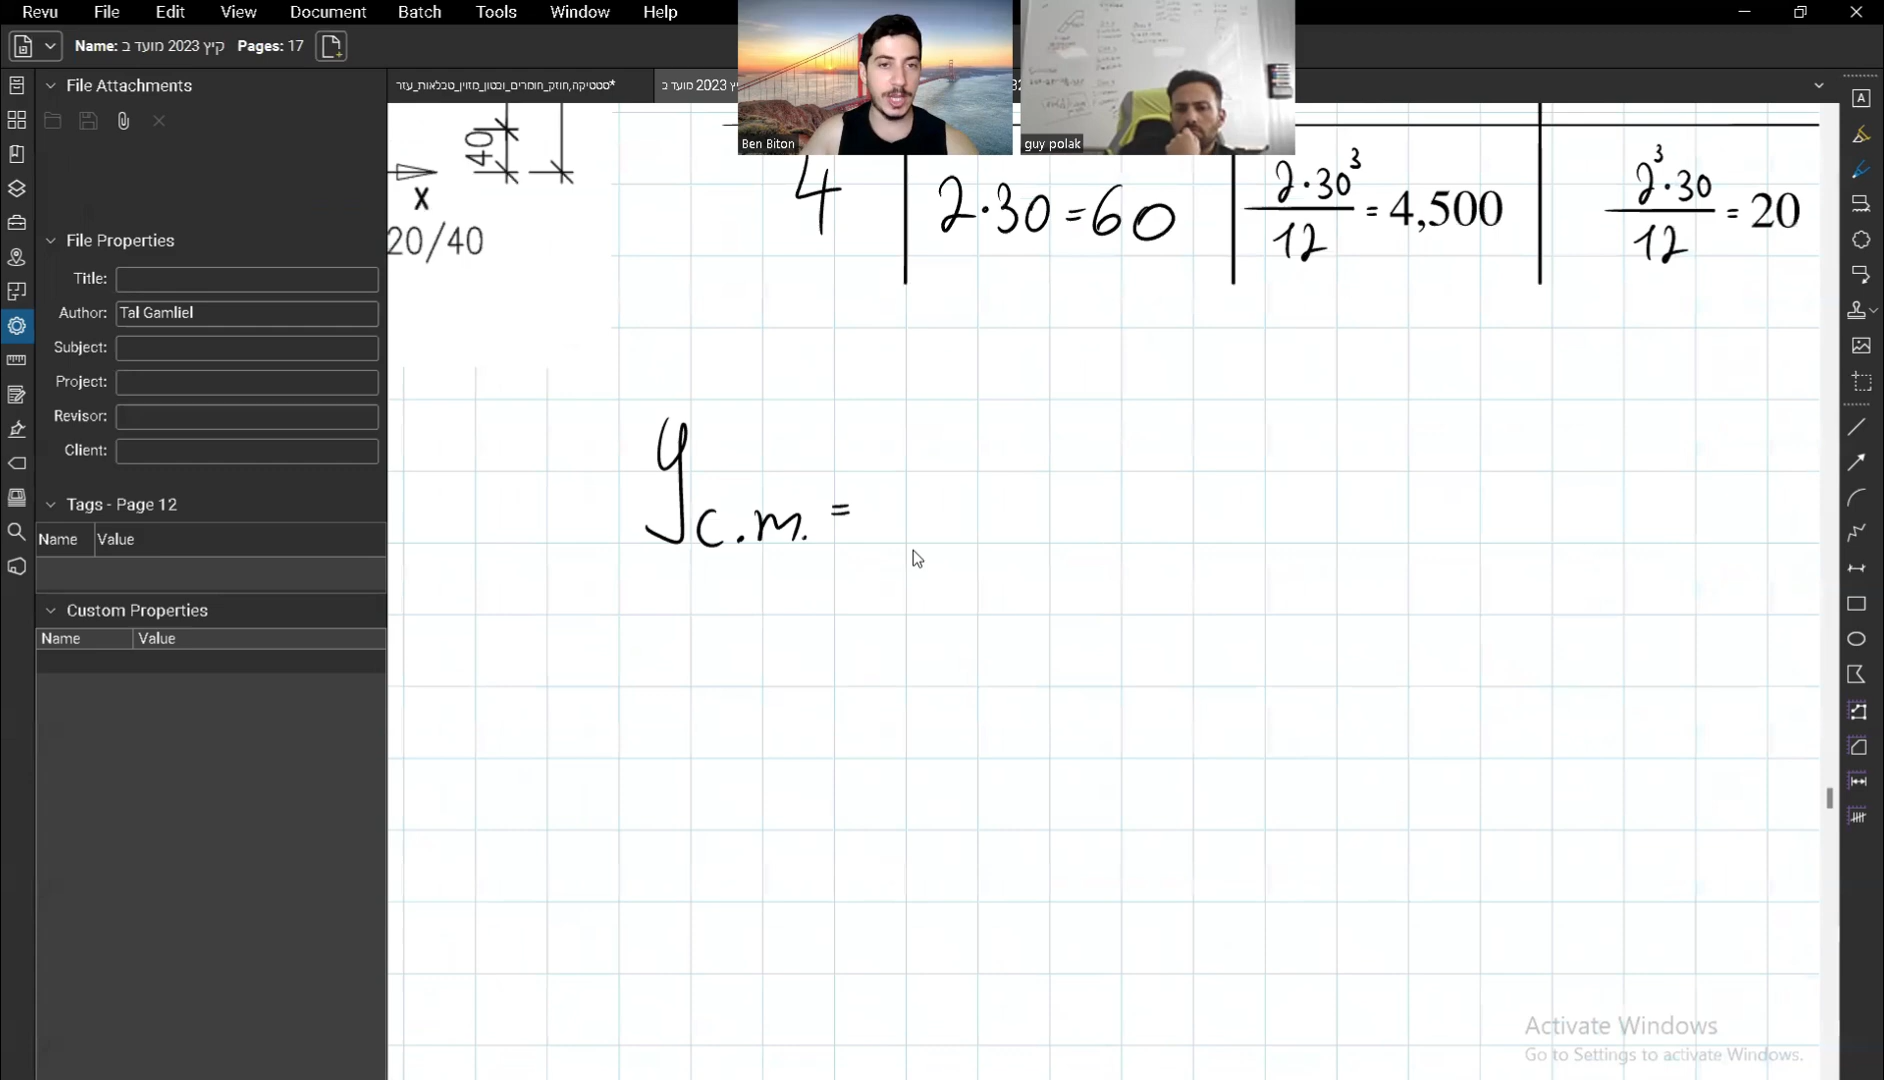 Revu File Edit View Document Batch Tools Window Help
Name: קיץ 2023 מועד ב Pages: 17
File Attachments
סטטיקה,חוזק_חומרים_ובטון_מזוין_טבלאות_עזר*
Ben Biton
guy polak
40
x
20/40
4
2·30=60
2·30³/12 = 4,500
2³·30/12 = 20
File Properties
Title:
Author: Tal Gamliel
Subject:
Project:
Revisor:
Client:
y c.m. =
Tags - Page 12
Name Value
Custom Properties
Name Value
Activate Windows
Go to Settings to activate Windows.